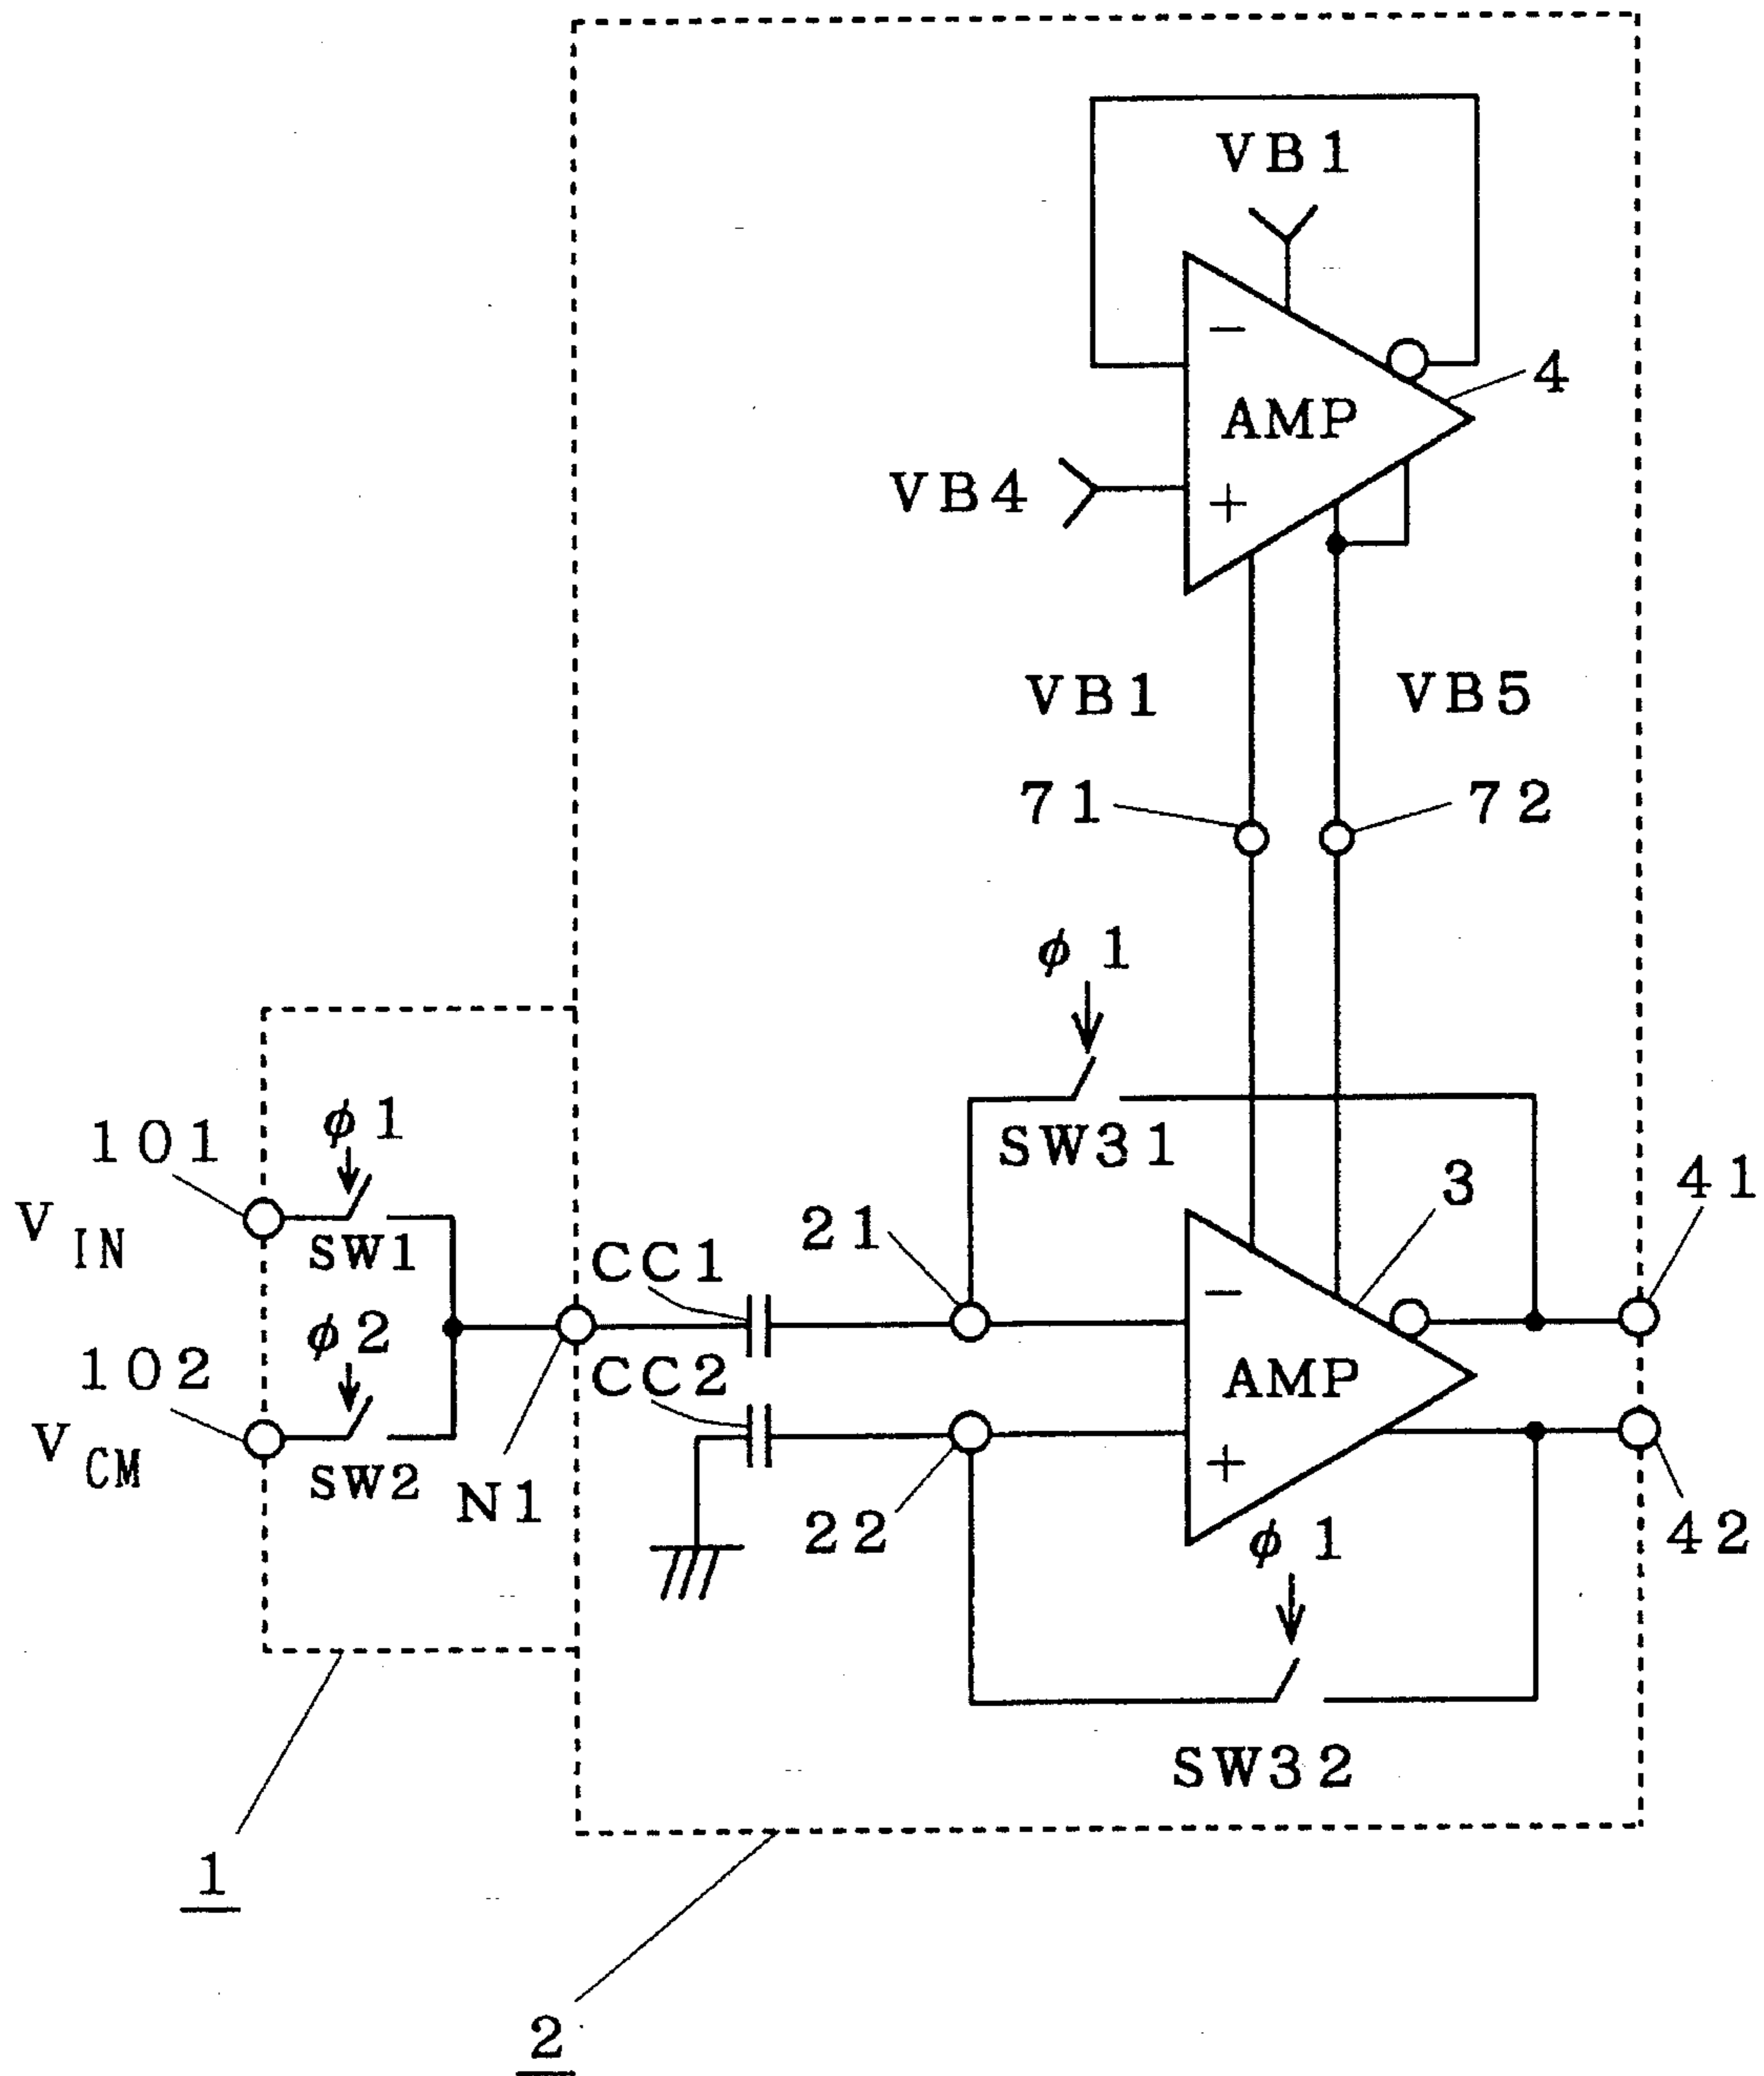 VB1
−
4
AMP
VB4
+
VB1
VB5
71
72
φ1
SW31
101
φ1
V IN
SW1
φ2
102
V CM
SW2
N1
CC1
CC2
21
22
3
41
42
−
AMP
+
φ1
SW32
1
2